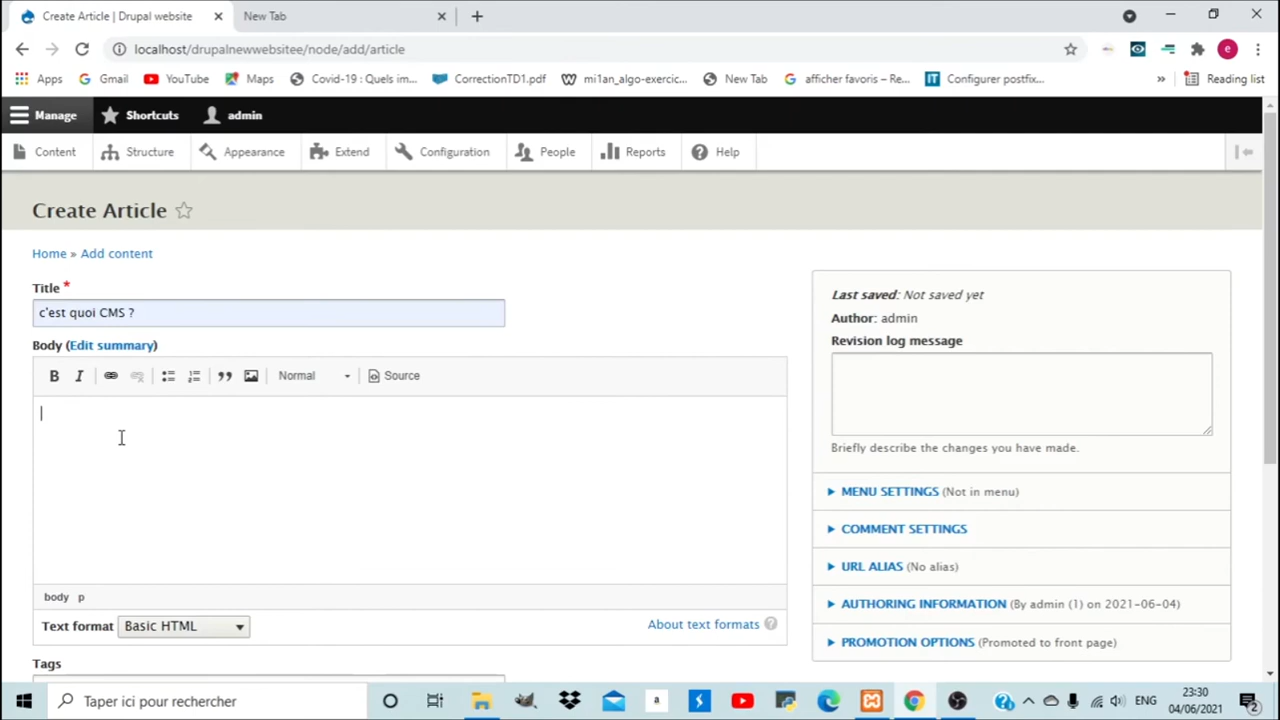 Create Article | Drupal website
New Tab
localhost/drupalnewwebsitee/node/add/article
e
Apps
Gmail
YouTube
Maps
Covid-19 : Quels im...
CorrectionTD1.pdf
mi1an_algo-exercic...
New Tab
afficher favoris – Re...
Configurer postfix...
»
Reading list
Manage
Shortcuts
admin
Content
Structure
Appearance
Extend
Configuration
People
Reports
Help
Create Article
Home » Add content
Title *
c'est quoi CMS ?
Body (Edit summary)
B I
Normal
Source
body p
Text format Basic HTML
About text formats ?
Tags
Last saved: Not saved yet
Author: admin
Revision log message
Briefly describe the changes you have made.
MENU SETTINGS (Not in menu)
COMMENT SETTINGS
URL ALIAS (No alias)
AUTHORING INFORMATION (By admin (1) on 2021-06-04)
PROMOTION OPTIONS (Promoted to front page)
Taper ici pour rechercher
a
ENG
23:30
04/06/2021
2